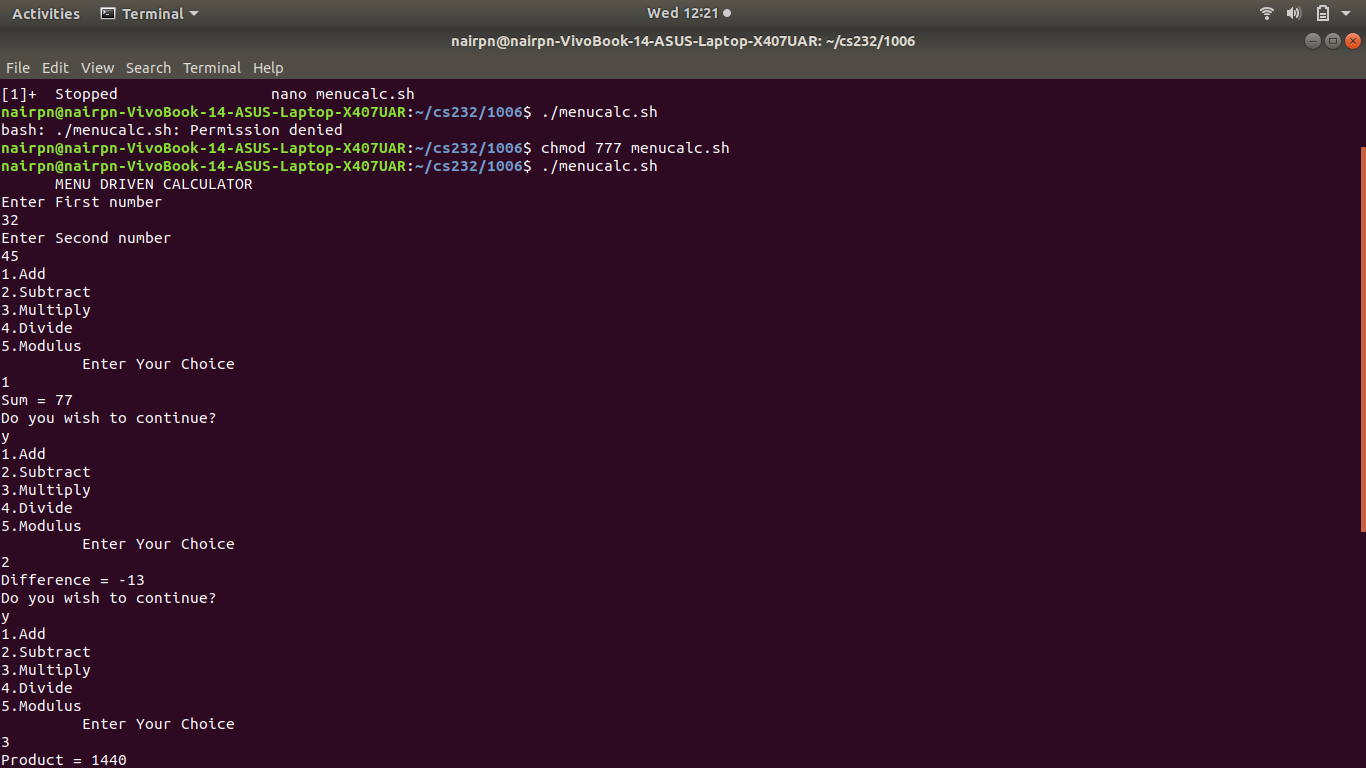 Activities Terminal Wed 12:21
nairpn@nairpn-VivoBook-14-ASUS-Laptop-X407UAR: ~/cs232/1006
File Edit View Search Terminal Help
[1]+  Stopped                 nano menucalc.sh
nairpn@nairpn-VivoBook-14-ASUS-Laptop-X407UAR:~/cs232/1006$ ./menucalc.sh
bash: ./menucalc.sh: Permission denied
nairpn@nairpn-VivoBook-14-ASUS-Laptop-X407UAR:~/cs232/1006$ chmod 777 menucalc.sh
nairpn@nairpn-VivoBook-14-ASUS-Laptop-X407UAR:~/cs232/1006$ ./menucalc.sh
      MENU DRIVEN CALCULATOR
Enter First number
32
Enter Second number
45
1.Add
2.Subtract
3.Multiply
4.Divide
5.Modulus
         Enter Your Choice
1
Sum = 77
Do you wish to continue?
y
1.Add
2.Subtract
3.Multiply
4.Divide
5.Modulus
         Enter Your Choice
2
Difference = -13
Do you wish to continue?
y
1.Add
2.Subtract
3.Multiply
4.Divide
5.Modulus
         Enter Your Choice
3
Product = 1440